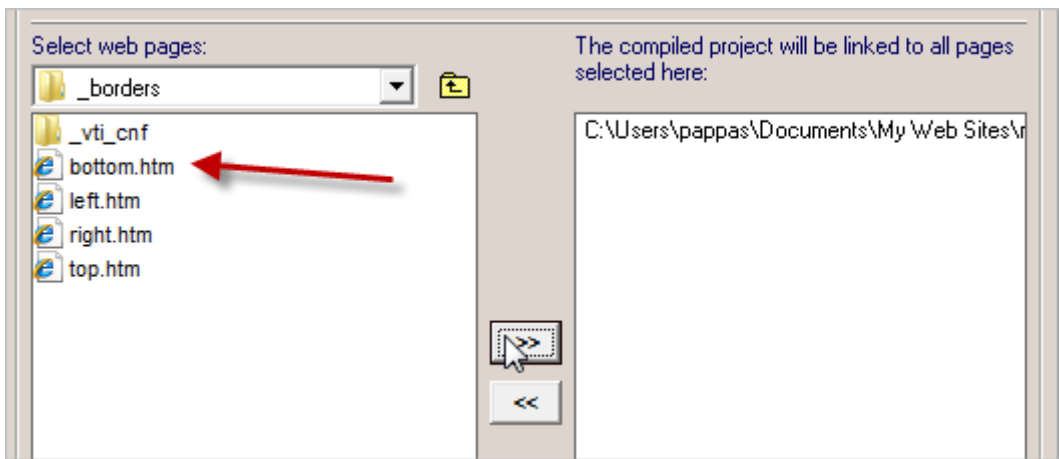 Select web pages:
_borders
_vti_cnf
bottom.htm
left.htm
right.htm
top.htm
>>
<<
The compiled project will be linked to all pages
selected here:
C:\Users\pappas\Documents\My Web Sites\